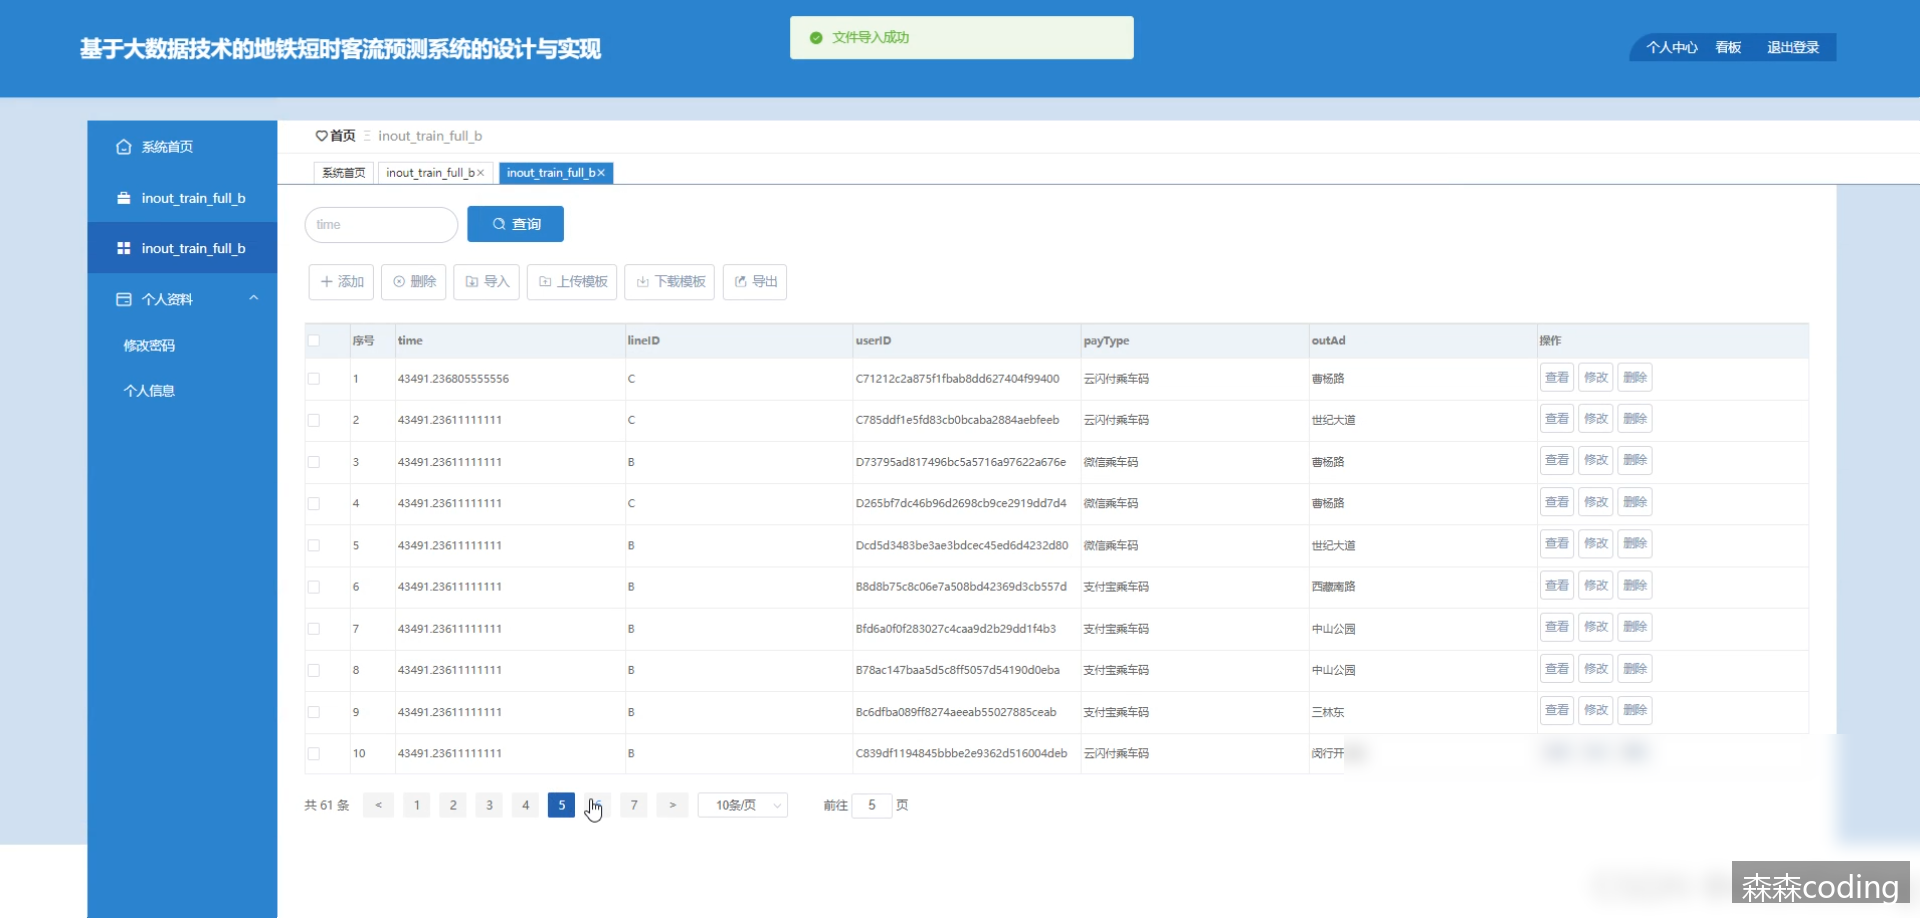 基于大数据技术的地铁短时客流预测系统的设计与实现
文件导入成功
个人中心 看板 退出登录
系统首页
inout_train_full_b
inout_train_full_b
个人资料
修改密码
个人信息
首页 inout_train_full_b
系统首页 inout_train_full_b× inout_train_full_b×
time 查询
添加 删除 导入 上传模板 下载模板 导出
序号 time lineID userID payType outAd 操作
1 43491.236805555556 C C71212c2a875f1fbab8dd627404f99400 云闪付乘车码 曹杨路 查看 修改 删除
2 43491.23611111111 C C785ddf1e5fd83cb0bcaba2884aebfeeb 云闪付乘车码 世纪大道 查看 修改 删除
3 43491.23611111111 B D73795ad817496bc5a5716a97622a676e 微信乘车码 曹杨路 查看 修改 删除
4 43491.23611111111 C D265bf7dc46b96d2698cb9ce2919dd7d4 微信乘车码 曹杨路 查看 修改 删除
5 43491.23611111111 B Dcd5d3483be3ae3bdcec45ed6d4232d80 微信乘车码 世纪大道 查看 修改 删除
6 43491.23611111111 B B8d8b75c8c06e7a508bd42369d3cb557d 支付宝乘车码 西藏南路 查看 修改 删除
7 43491.23611111111 B Bfd6a0f0f283027c4caa9d2b29dd1f4b3 支付宝乘车码 中山公园 查看 修改 删除
8 43491.23611111111 B B78ac147baa5d5c8ff5057d54190d0eba 支付宝乘车码 中山公园 查看 修改 删除
9 43491.23611111111 B Bc6dfba089ff8274aeeab55027885ceab 支付宝乘车码 三林东 查看 修改 删除
10 43491.23611111111 B C839df1194845bbbe2e9362d516004deb 云闪付乘车码 闵行开
共 61 条 < 1 2 3 4 5 7 > 10条/页 前往 5 页
森森coding